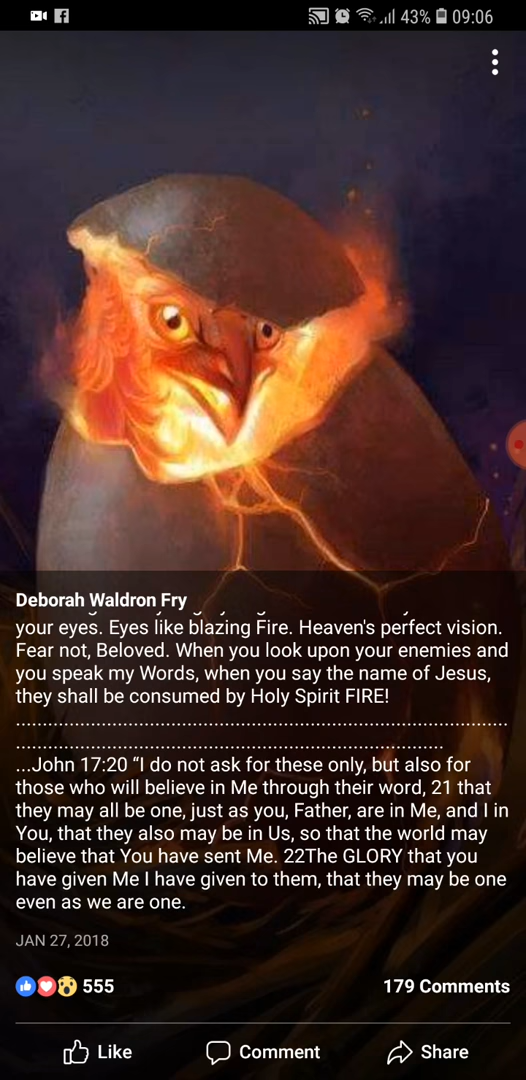 43% 09:06
Deborah Waldron Fry
your eyes. Eyes like blazing Fire. Heaven's perfect vision.
Fear not, Beloved. When you look upon your enemies and
you speak my Words, when you say the name of Jesus,
they shall be consumed by Holy Spirit FIRE!
....................................................................................
..........................................................................
...John 17:20 “I do not ask for these only, but also for
those who will believe in Me through their word, 21 that
they may all be one, just as you, Father, are in Me, and I in
You, that they also may be in Us, so that the world may
believe that You have sent Me. 22The GLORY that you
have given Me I have given to them, that they may be one
even as we are one.
JAN 27, 2018
555 179 Comments
Like Comment Share